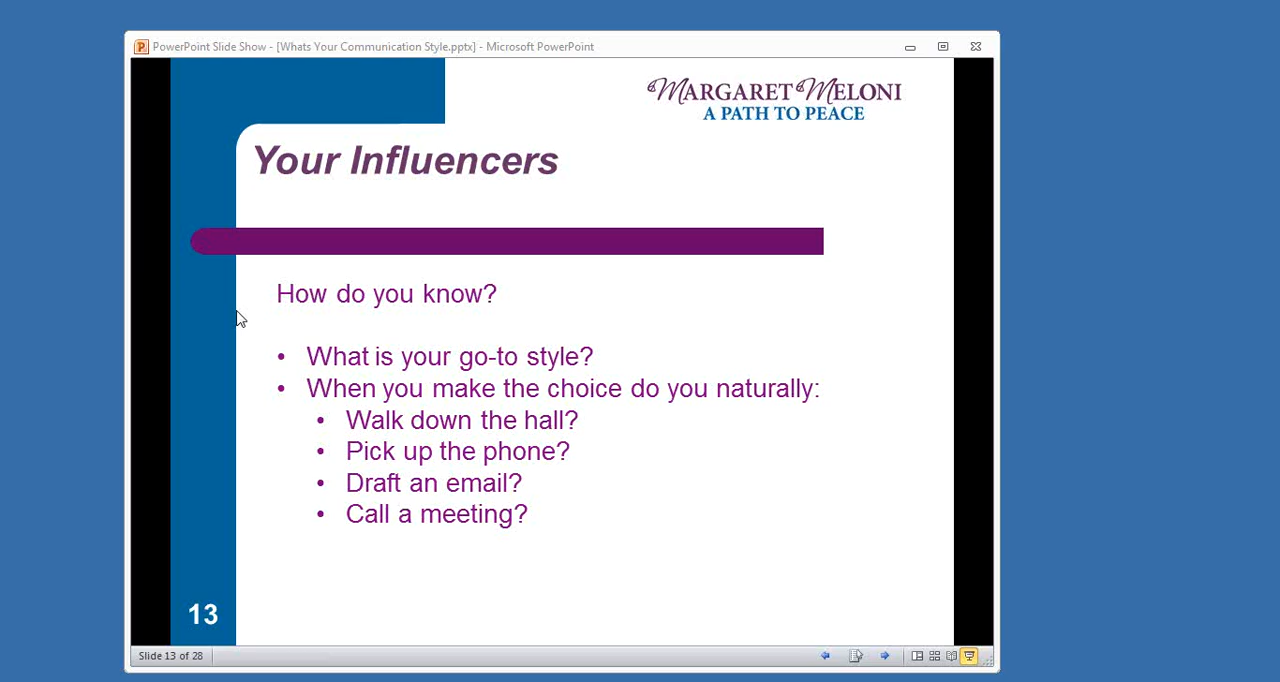 PowerPoint Slide Show - [Whats Your Communication Style.pptx] - Microsoft PowerPoint
MARGARET MELONI
A PATH TO PEACE
Your Influencers
How do you know?
• What is your go-to style?
• When you make the choice do you naturally:
• Walk down the hall?
• Pick up the phone?
• Draft an email?
• Call a meeting?
13
Slide 13 of 28